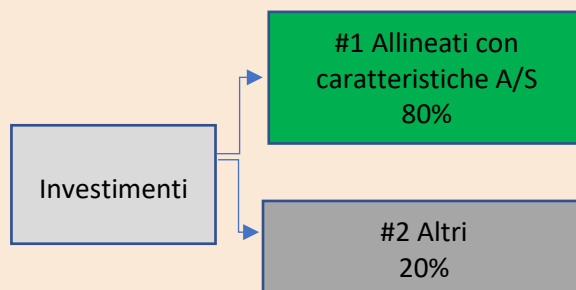 #1 Allineati con
caratteristiche A/S
80%
Investimenti
#2 Altri
20%